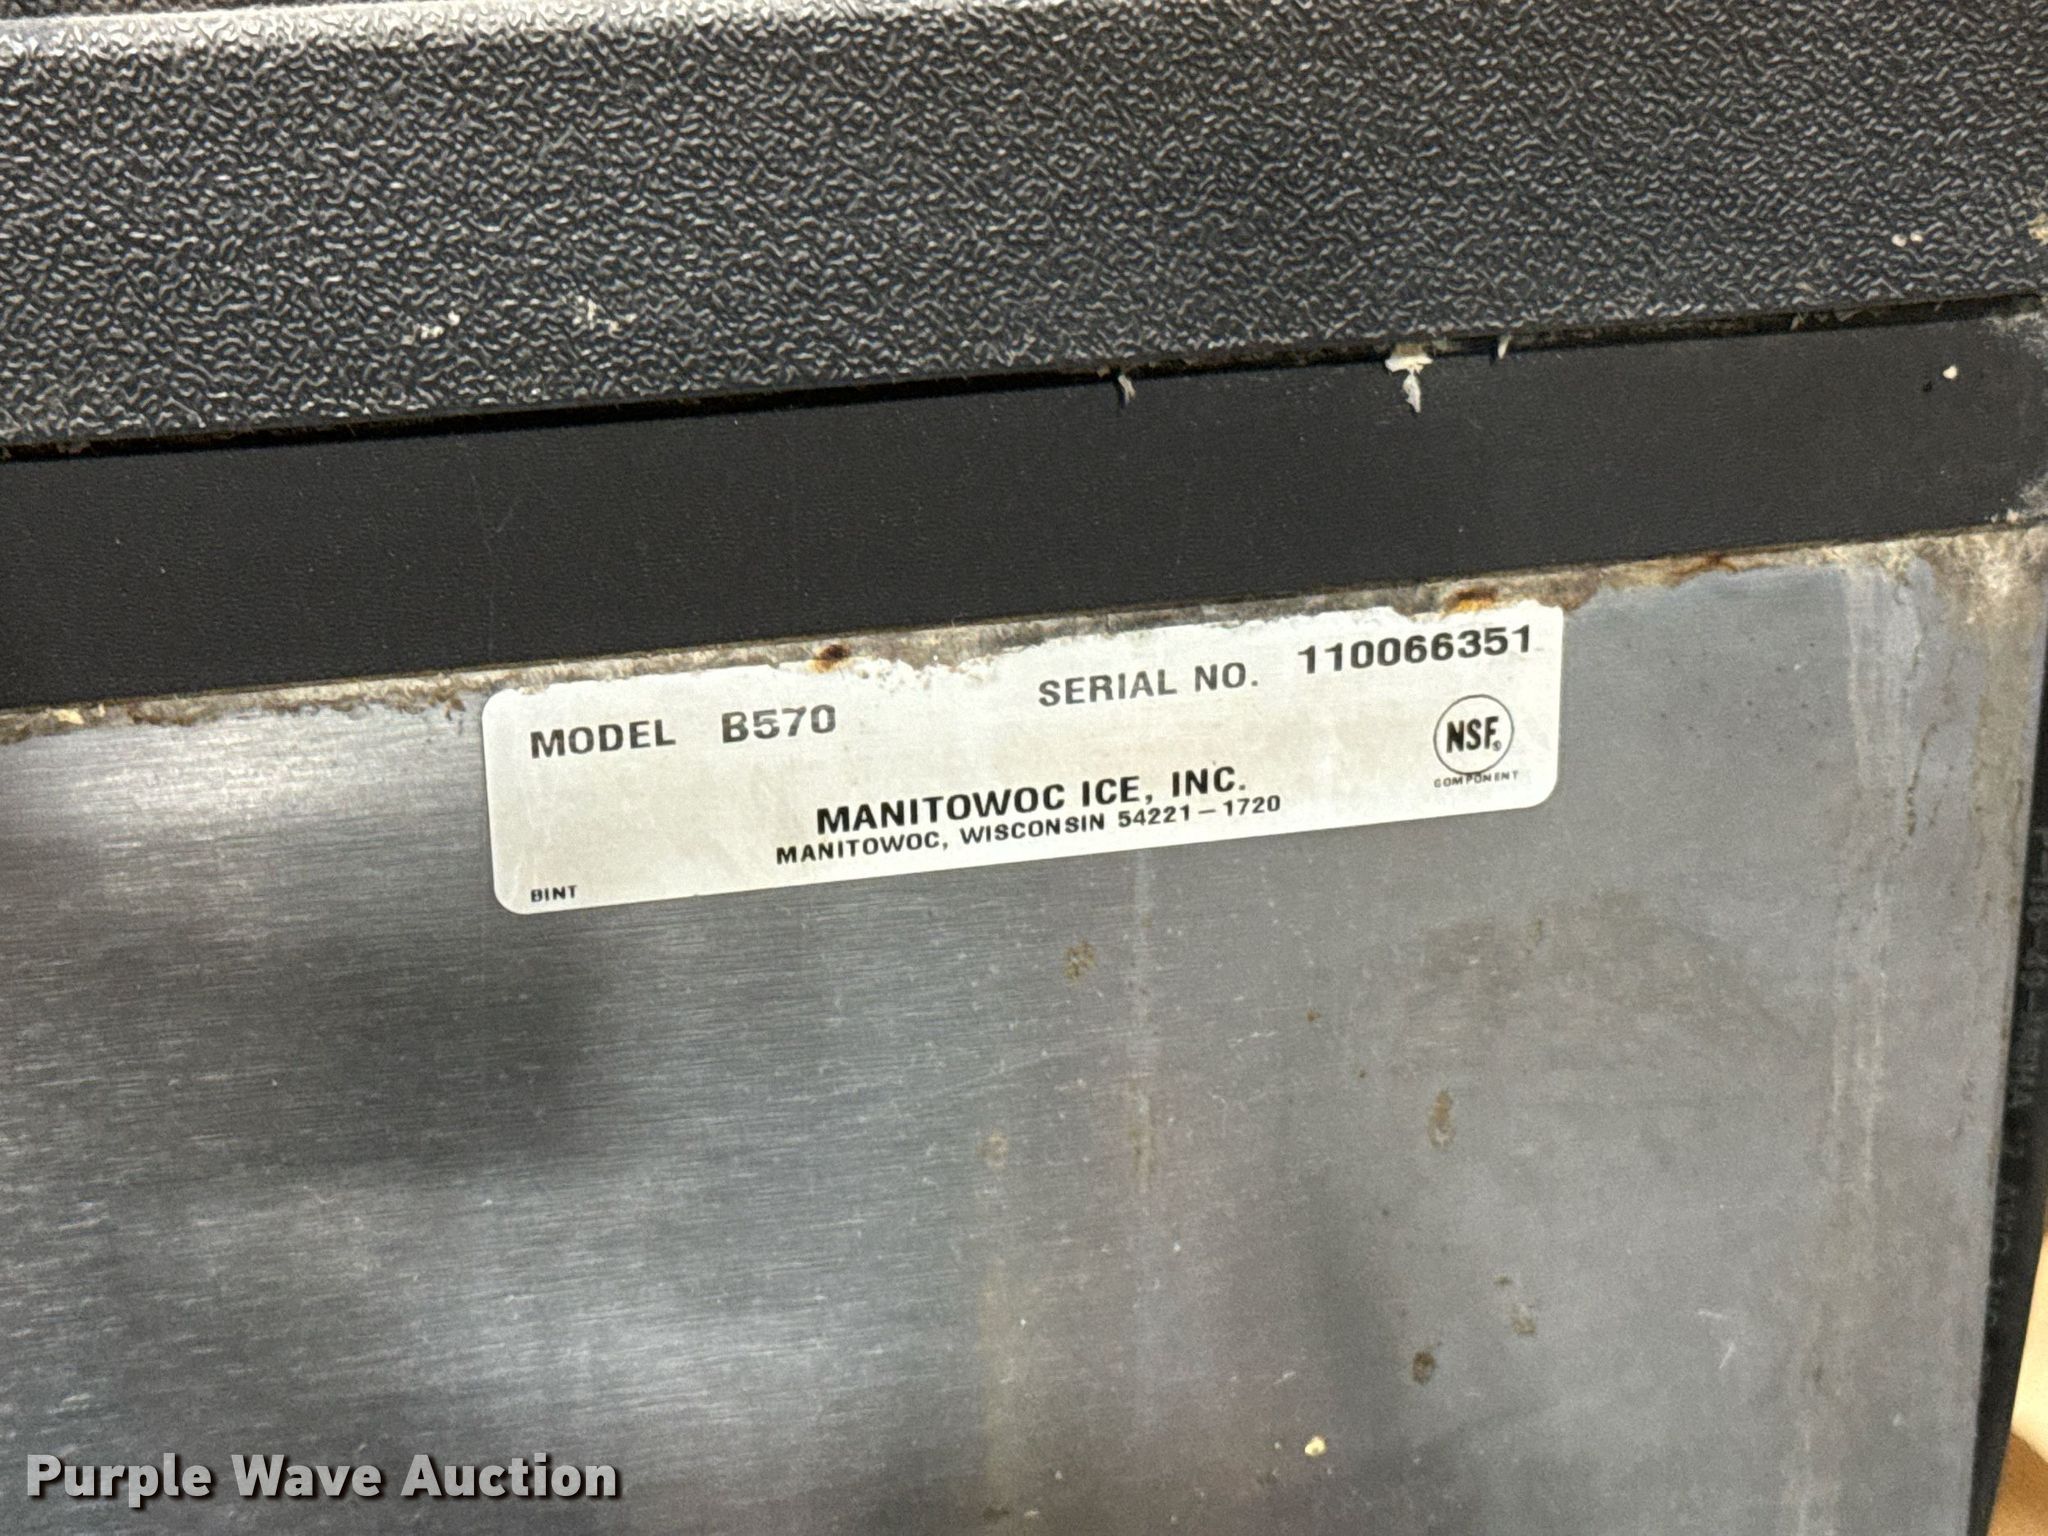 MODEL B570 SERIAL NO. 110066351
NSF®
COMPONENT
MANITOWOC ICE, INC.
MANITOWOC, WISCONSIN 54221-1720
BINT
Purple Wave Auction